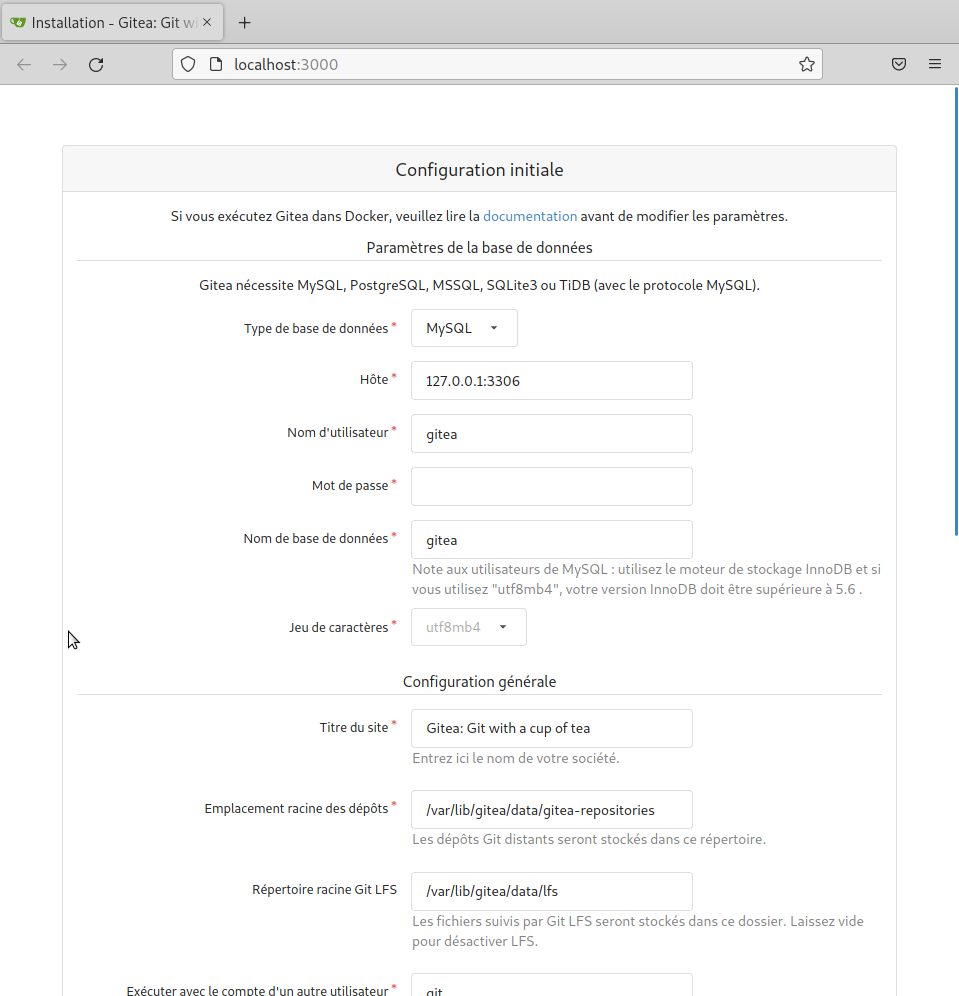 Installation - Gitea: Git wi
localhost:3000
Configuration initiale
Si vous exécutez Gitea dans Docker, veuillez lire la documentation avant de modifier les paramètres.
Paramètres de la base de données
Gitea nécessite MySQL, PostgreSQL, MSSQL, SQLite3 ou TiDB (avec le protocole MySQL).
Type de base de données * MySQL
Hôte * 127.0.0.1:3306
Nom d'utilisateur * gitea
Mot de passe *
Nom de base de données * gitea
Note aux utilisateurs de MySQL : utilisez le moteur de stockage InnoDB et si
vous utilisez "utf8mb4", votre version InnoDB doit être supérieure à 5.6 .
Jeu de caractères * utf8mb4
Configuration générale
Titre du site * Gitea: Git with a cup of tea
Entrez ici le nom de votre société.
Emplacement racine des dépôts * /var/lib/gitea/data/gitea-repositories
Les dépôts Git distants seront stockés dans ce répertoire.
Répertoire racine Git LFS /var/lib/gitea/data/lfs
Les fichiers suivis par Git LFS seront stockés dans ce dossier. Laissez vide
pour désactiver LFS.
Exécuter avec le compte d'un autre utilisateur * git